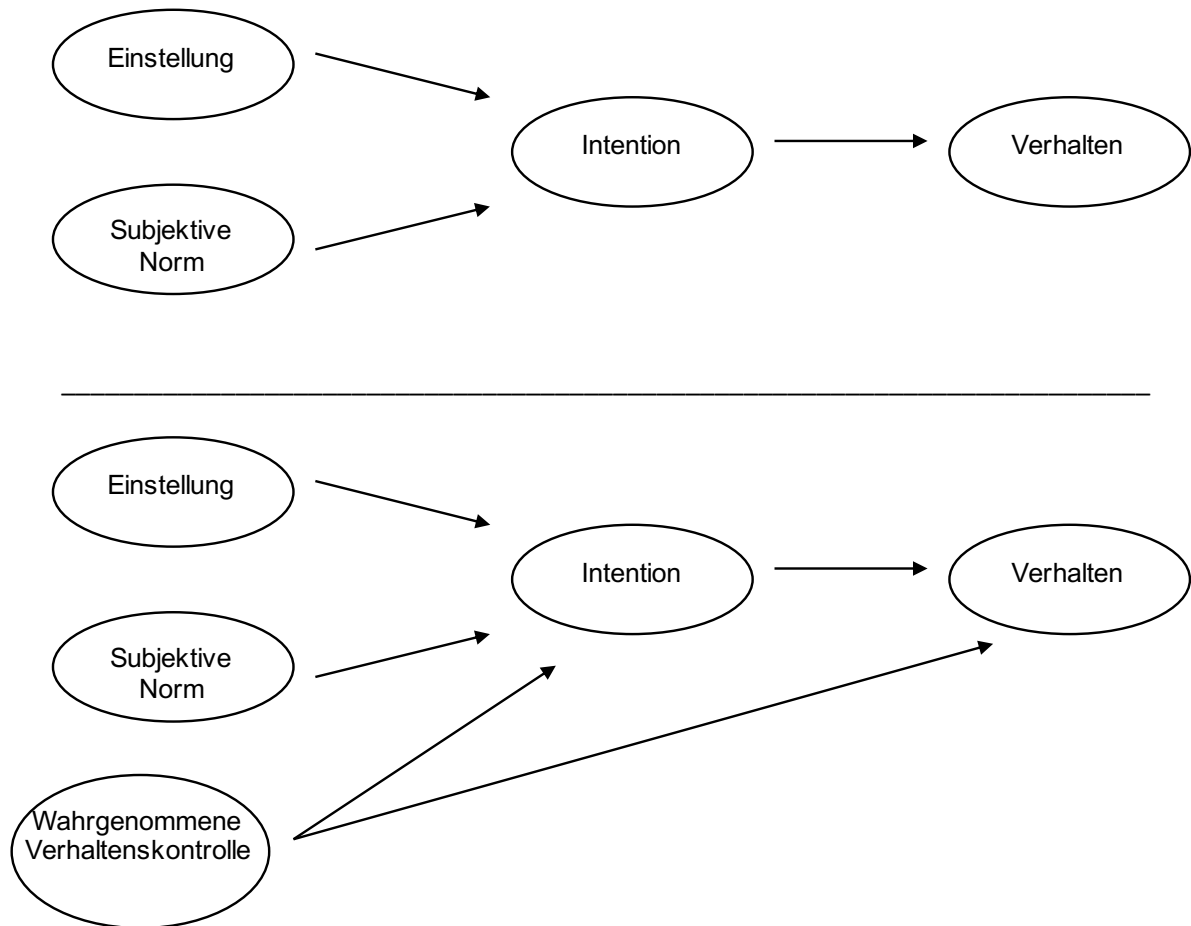 Einstellung
Intention
Verhalten
Subjektive
Norm
Einstellung
Intention
Verhalten
Subjektive
Norm
Wahrgenommene
Verhaltenskontrolle